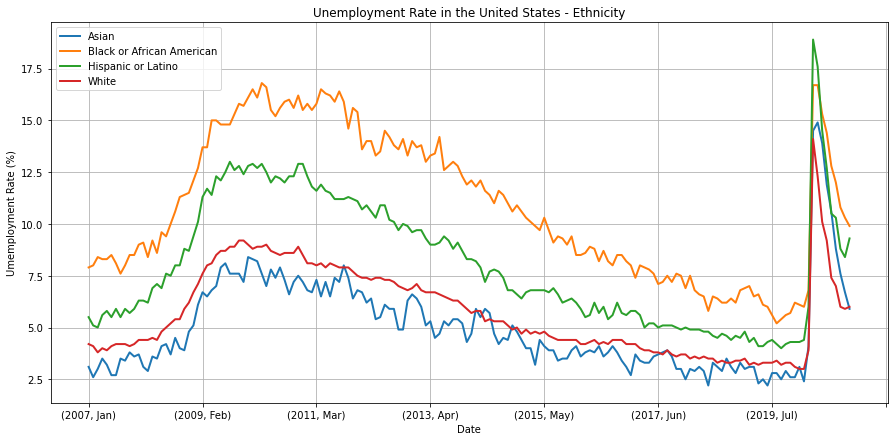 Unemployment Rate in the United States - Ethnicity
Asian
Black or African American
Hispanic or Latino
White
Umemployment Rate (%)
17.5
15.0
12.5
10.0
7.5
5.0
2.5
(2007, Jan) (2009, Feb) (2011, Mar) (2013, Apr) (2015, May) (2017, Jun) (2019, Jul)
Date